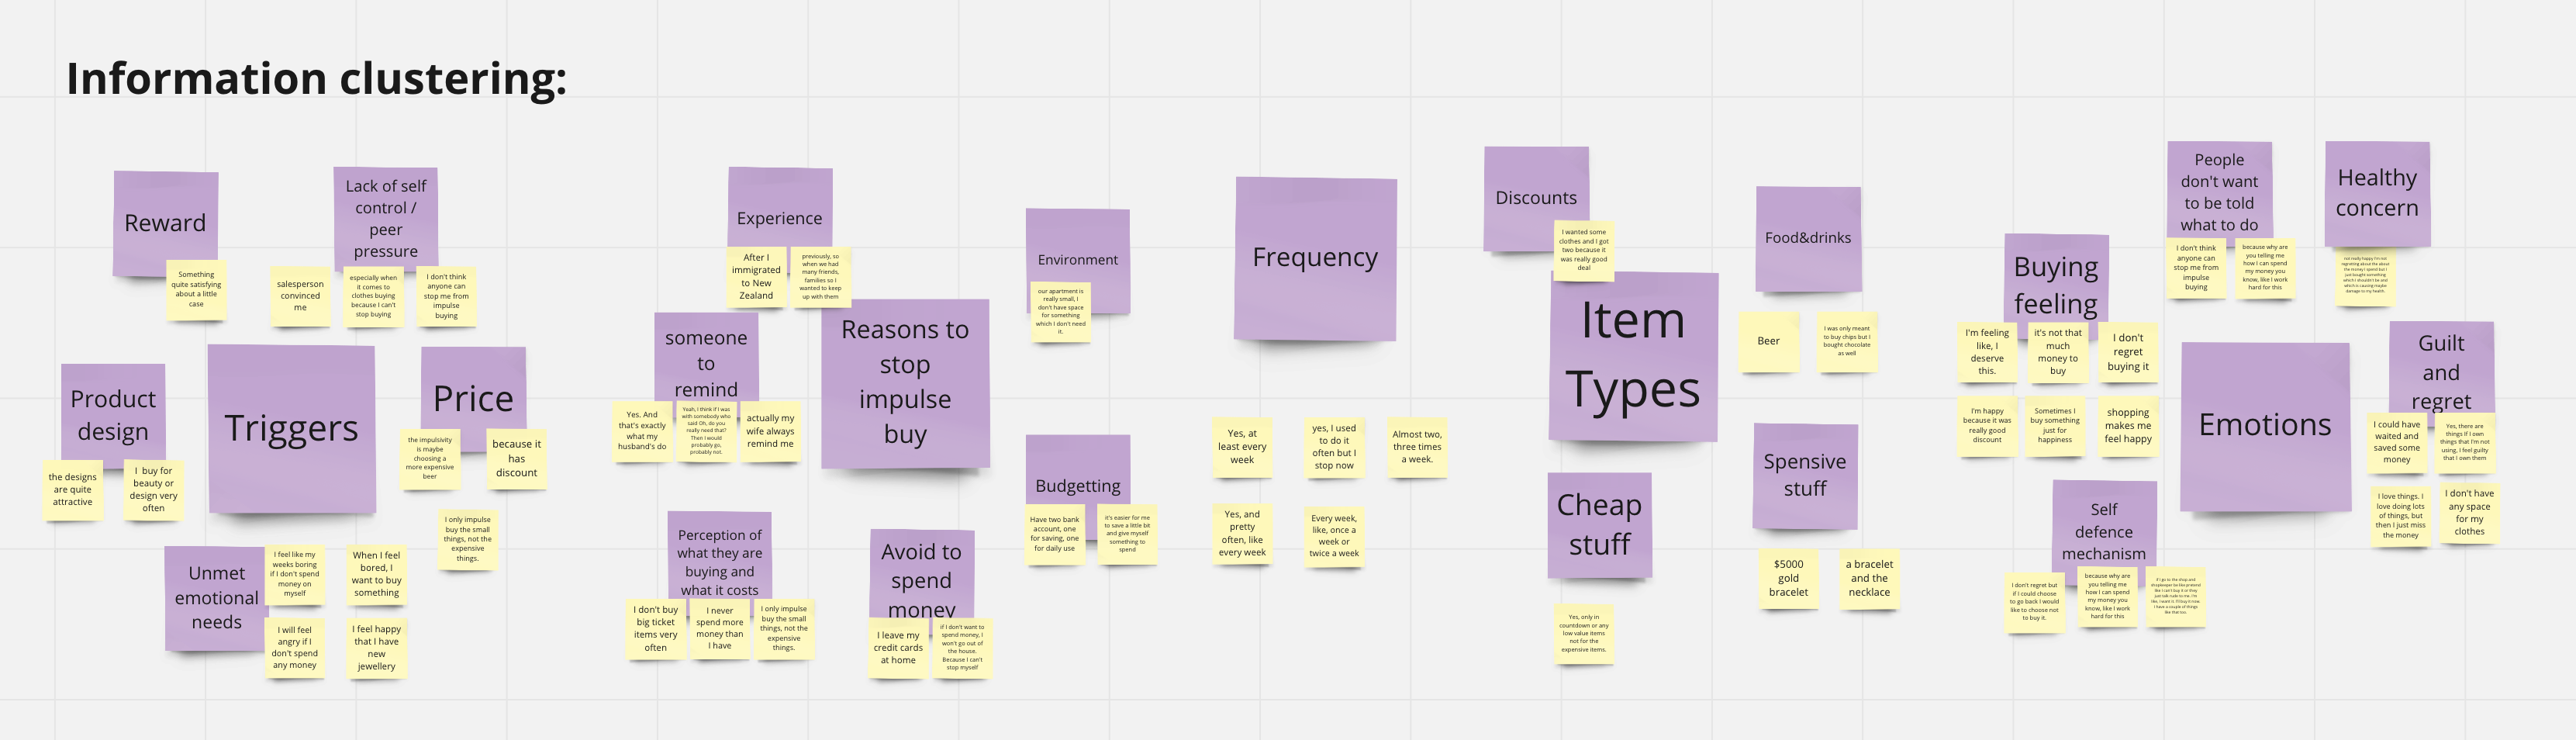 Information clustering:
Reward
Something
quite satisfying
about a little
case
Lack of self
control /
peer
pressure
salesperson
convinced
me
especially when
it comes to
clothes buying
because I can't
stop buying
I don't think
anyone can
stop me from
impulse
buying
Product
design
the designs
are quite
attractive
I buy for
beauty or
design very
often
Triggers
Price
the impulsivity
is maybe
choosing a
more expensive
beer
because it
has
discount
I only impulse
buy the small
things, not the
expensive
things.
Unmet
emotional
needs
I feel like my
weeks boring
if I don't spend
money on
myself
When I feel
bored, I
want to buy
something
I will feel
angry if I
don't spend
any money
I feel happy
that I have
new
jewellery
Experience
After I
immigrated
to New
Zealand
previously, so
when we had
many friends,
families so I
wanted to keep
up with them
someone
to
remind
Yes. And
that's exactly
what my
husband's do
Yeah, I think if I was
with somebody who
said Oh, do you
really need that?
Then I would
probably go,
probably not.
actually my
wife always
remind me
Reasons to
stop
impulse
buy
Perception of
what they are
buying and
what it costs
I don't buy
big ticket
items very
often
I never
spend more
money than
I have
I only impulse
buy the small
things, not the
expensive
things.
Avoid to
spend
money
I leave my
credit cards
at home
if I don't want to
spend money, I
won't go out of
the house.
Because I can't
stop myself
Environment
our apartment is
really small, I
don't have space
for something
which I don't need
it.
Budgetting
Have two bank
account, one
for saving, one
for daily use
it's easier for me
to save a little bit
and give myself
something to
spend
Frequency
Yes, at
least every
week
yes, I used
to do it
often but I
stop now
Almost two,
three times
a week.
Yes, and
pretty
often, like
every week
Every week,
like, once a
week or
twice a week
Discounts
I wanted some
clothes and I got
two because it
was really good
deal
Item
Types
Food&drinks
Beer
I was only meant
to buy chips but I
bought chocolate
as well
Cheap
stuff
Yes, only in
countdown or any
low value items
not for the
expensive items.
Spensive
stuff
$5000
gold
bracelet
a bracelet
and the
necklace
Buying
feeling
I'm feeling
like, I
deserve
this.
it's not that
much
money to
buy
I don't
regret
buying it
I'm happy
because it was
really good
discount
Sometimes I
buy something
just for
happiness
shopping
makes me
feel happy
People
don't want
to be told
what to do
I don't think
anyone can
stop me from
impulse
buying
because why are
you telling me
how I can spend
my money you
know, like I work
hard for this
Healthy
concern
not really happy I'm not
regretting about the about
the money I spend but I
just bought something
which I shouldn't be and
which is causing maybe
damage to my health.
Emotions
Guilt
and
regret
I could have
waited and
saved some
money
Yes, there are
things if I own
things that I'm not
using, I feel guilty
that I own them
I love things. I
love doing lots
of things, but
then I just miss
the money
I don't have
any space
for my
clothes
Self
defence
mechanism
I don't regret but
if I could choose
to go back I would
like to choose not
to buy it.
because why are
you telling me
how I can spend
my money you
know, like I work
hard for this